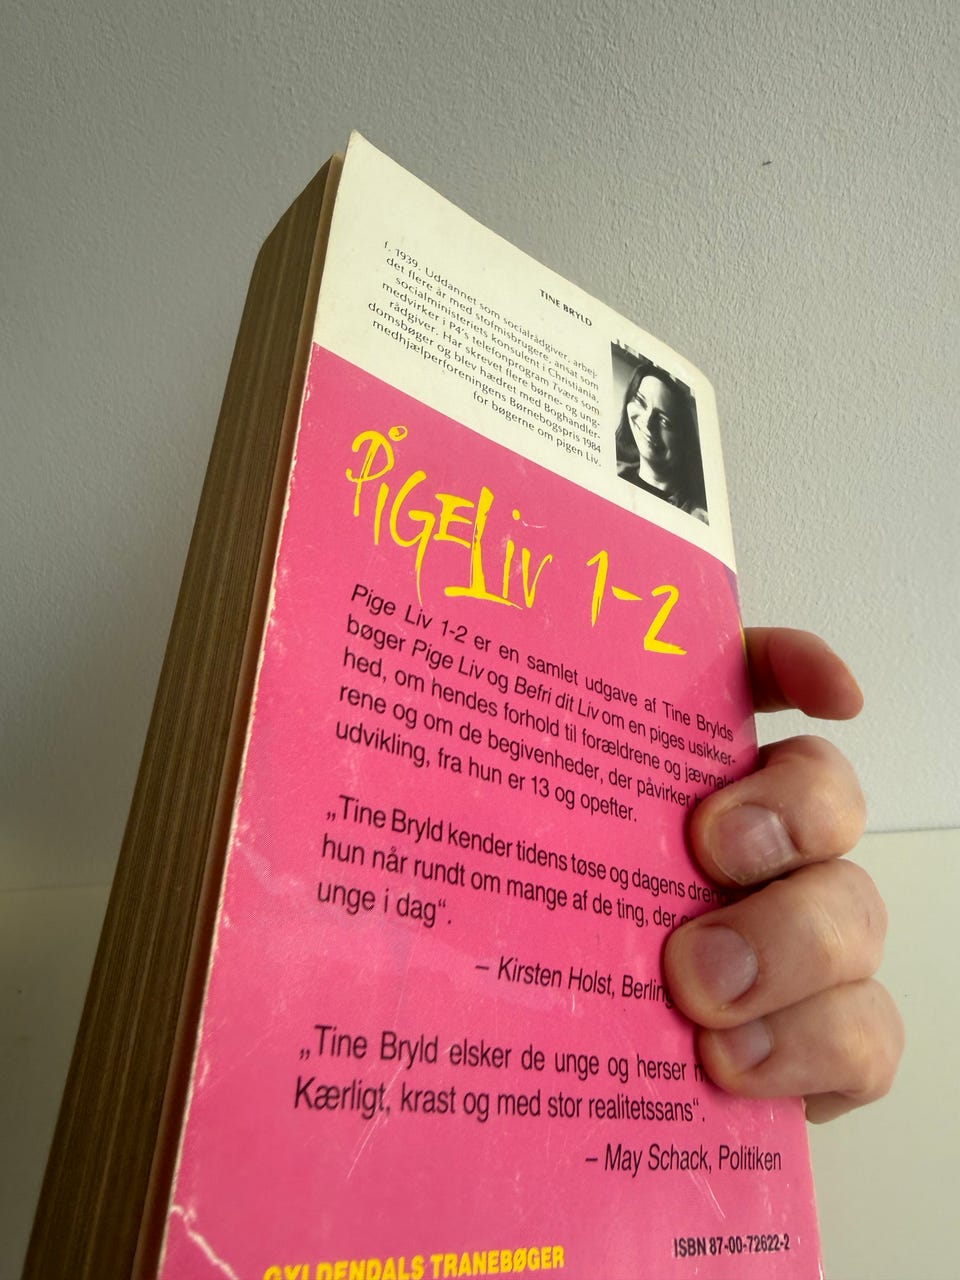 TINE BRYLD
f. 1939. Uddannet som socialrådgiver, arbej-
det flere år med stofmisbrugere, ansat som
socialministeriets konsulent i Christiania,
medvirker i P4's telefonprogram Tværs som
rådgiver. Har skrevet flere børne- og ung-
domsbøger og blev hædret med Boghandler-
medhjælperforeningens Børnebogspris 1984
for bøgerne om pigen Liv.
PIGELIV 1-2
Pige Liv 1-2 er en samlet udgave af Tine Brylds
bøger Pige Liv og Befri dit Liv om en piges usikker-
hed, om hendes forhold til forældrene og jævnald
rene og om de begivenheder, der påvirker
udvikling, fra hun er 13 og opefter.
„Tine Bryld kender tidens tøse og dagens dreng
hun når rundt om mange af de ting, der
unge i dag“.
– Kirsten Holst, Berling
„Tine Bryld elsker de unge og herser
Kærligt, krast og med stor realitetssans“.
– May Schack, Politiken
GYLDENDALS TRANEBØGER
ISBN 87-00-72622-2